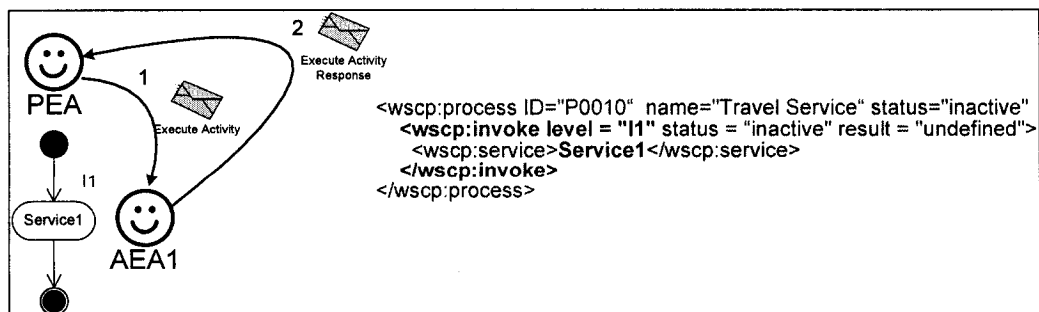 2
Execute Activity
Response
1
PEA
Execute Activity
I1
Service1
AEA1
<wscp:process ID="P0010" name="Travel Service" status="inactive"
<wscp:invoke level = "I1" status = "inactive" result = "undefined">
<wscp:service>Service1</wscp:service>
</wscp:invoke>
</wscp:process>